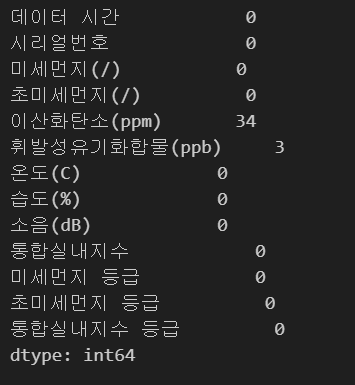 데이터 시간 0
시리얼번호 0
미세먼지(/) 0
초미세먼지(/) 0
이산화탄소(ppm) 34
휘발성유기화합물(ppb) 3
온도(C) 0
습도(%) 0
소음(dB) 0
통합실내지수 0
미세먼지 등급 0
초미세먼지 등급 0
통합실내지수 등급 0
dtype: int64